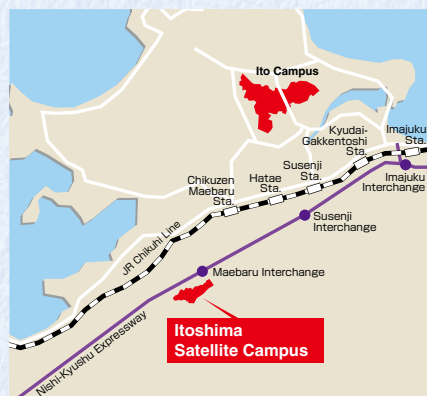 Ito Campus
Kyudai-
Gakkentoshi
Sta.
Imajuku
Sta.
Susenji
Sta.
Hatae
Sta.
Chikuzen
Maebaru
Sta.
Imajuku
Interchange
Susenji
Interchange
JR Chikuhi Line
Maebaru Interchange
Itoshima
Satellite Campus
Nishi-Kyushu Expressway